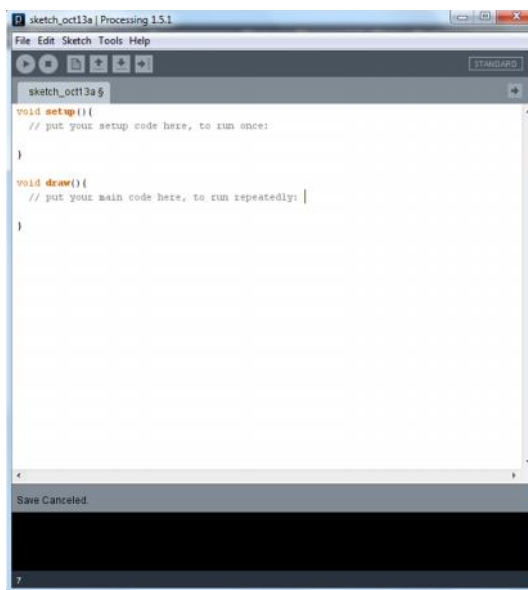 sketch_oct13a | Processing 1.5.1
File Edit Sketch Tools Help
STANDARD
sketch_oct13a §
void setup(){
// put your setup code here, to run once:
}
void draw(){
// put your main code here, to run repeatedly:
}
Save Canceled.
7